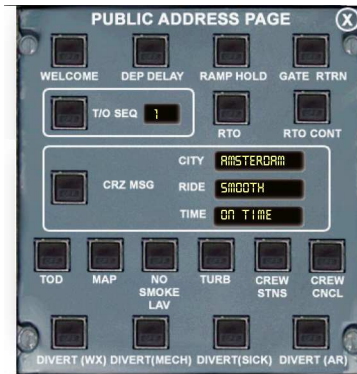 PUBLIC ADDRESS PAGE X
WELCOME DEP DELAY RAMP HOLD GATE RTRN
T/O SEQ 1 RTO RTO CONT
CITY AMSTERDAM
CRZ MSG RIDE SMOOTH
TIME ON TIME
TOD MAP NO SMOKE LAV TURB CREW STNS CREW CNCL
DIVERT (WX) DIVERT(MECH) DIVERT(SICK) DIVERT (AR)